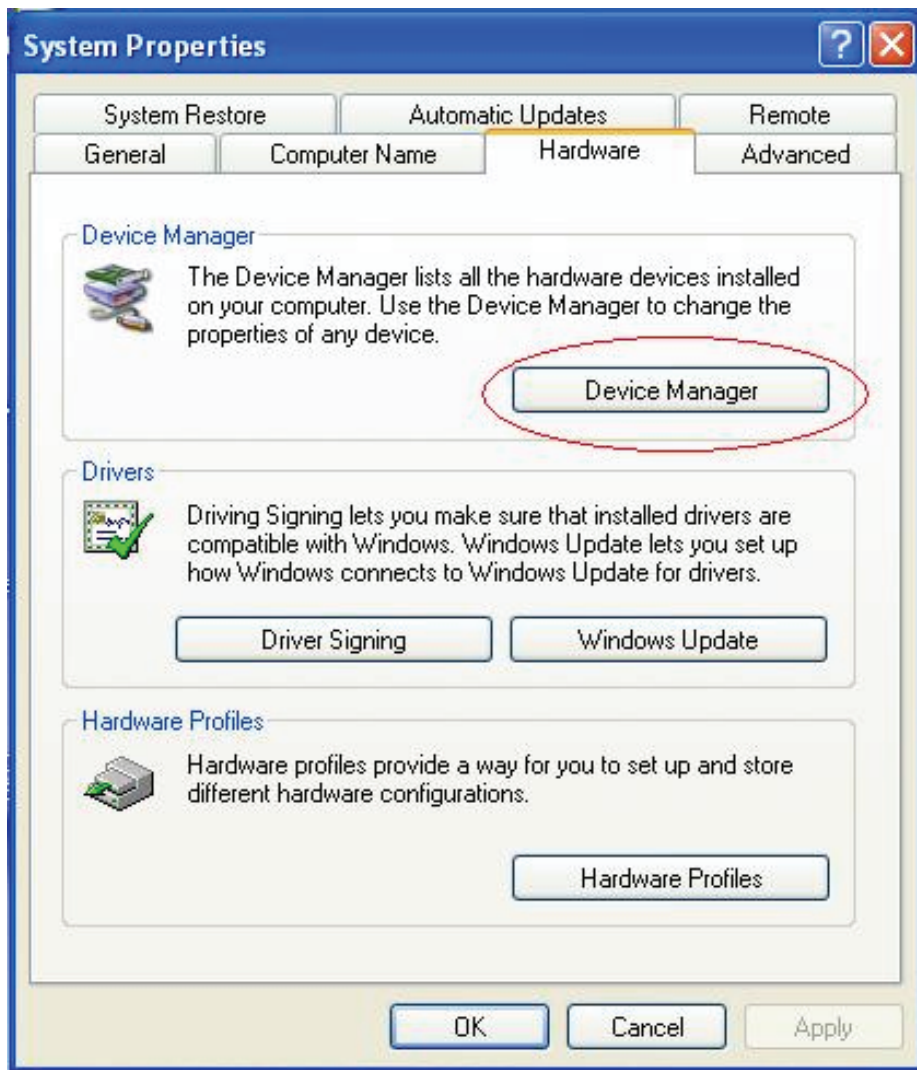 System Properties
System Restore
Automatic Updates
Remote
General
Computer Name
Hardware
Advanced
Device Manager
The Device Manager lists all the hardware devices installed
on your computer. Use the Device Manager to change the
properties of any device.
Device Manager
Drivers
Driving Signing lets you make sure that installed drivers are
compatible with Windows. Windows Update lets you set up
how Windows connects to Windows Update for drivers.
Driver Signing
Windows Update
Hardware Profiles
Hardware profiles provide a way for you to set up and store
different hardware configurations.
Hardware Profiles
OK
Cancel
Apply